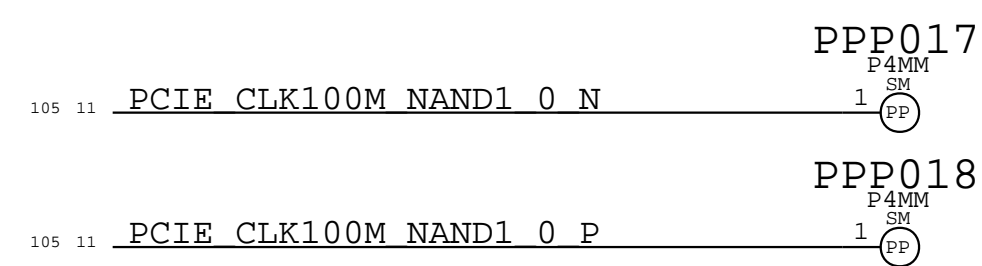 PPP017
P4MM
SM
105 11 PCIE_CLK100M_NAND1_0_N 1 PP
PPP018
P4MM
SM
105 11 PCIE_CLK100M_NAND1_0_P 1 PP